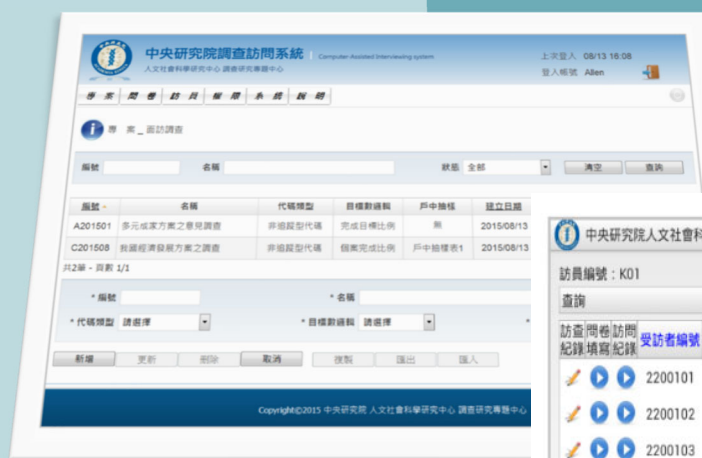 中央研究院調查訪問系統 | Computer Assisted Interviewing system
人文社會科學研究中心 調查研究專題中心
上次登入 08/13 16:08
登入帳號 Allen
專案 問卷 訪員 權限 系統 說明
專 案 _ 面訪調查
編號 名稱 狀態 全部 清空 查詢
編號 名稱 代碼類型 目標數邏輯 戶中抽樣 建立日期
A201501 多元成家方案之意見調查 非追蹤型代碼 完成目標比例 無 2015/08/13
C201508 我國經濟發展方案之調查 非追蹤型代碼 個案完成比例 戶中抽樣表1 2015/08/13
共2筆 - 頁數 1/1
* 編號 * 名稱
* 代碼類型 請選擇 * 目標數邏輯 請選擇 *
新增 更新 刪除 取消 複製 匯出 匯入
Copyright©2015 中央研究院 人文社會科學研究中心 調查研究專題中心
中央研究院人文社會科
訪員編號：K01
查詢
訪查紀錄 問卷填寫 訪問紀錄 受訪者編號
2200101
2200102
2200103